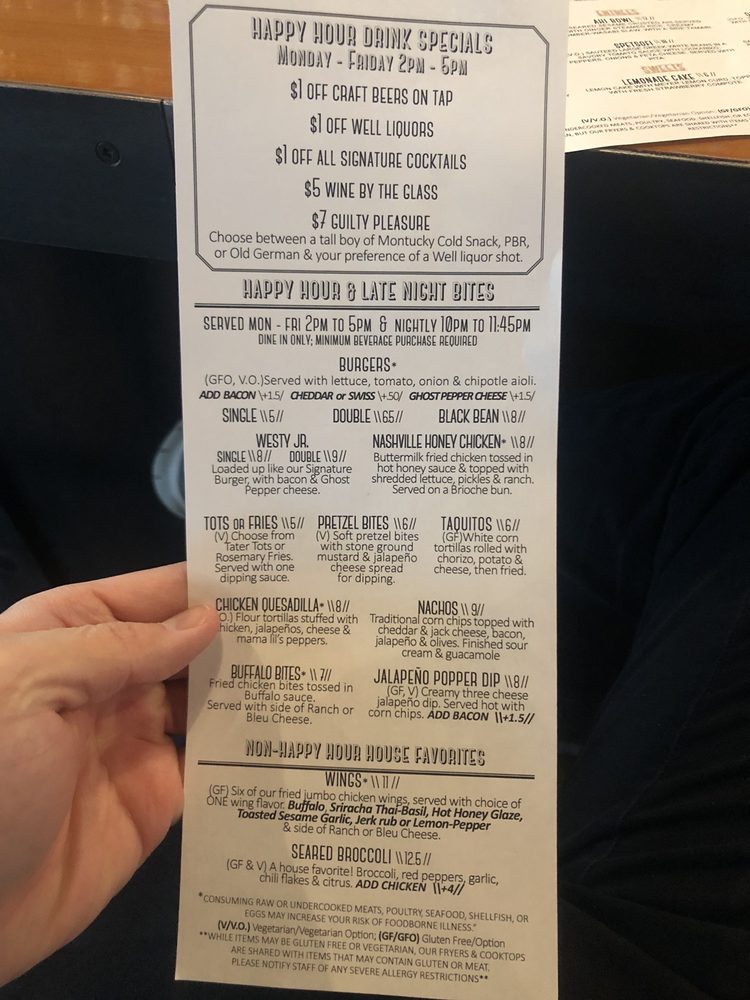 HAPPY HOUR DRINK SPECIALS
MONDAY - FRIDAY 2PM - 5PM
$1 OFF CRAFT BEERS ON TAP
$1 OFF WELL LIQUORS
$1 OFF ALL SIGNATURE COCKTAILS
$5 WINE BY THE GLASS
$7 GUILTY PLEASURE
Choose between a tall boy of Montucky Cold Snack, PBR,
or Old German & your preference of a Well liquor shot.
HAPPY HOUR & LATE NIGHT BITES
SERVED MON - FRI 2PM TO 5PM & NIGHTLY 10PM TO 11:45PM
DINE IN ONLY; MINIMUM BEVERAGE PURCHASE REQUIRED
BURGERS*
(GFO, V.O.)Served with lettuce, tomato, onion & chipotle aioli.
ADD BACON \+1.5/ CHEDDAR or SWISS \+.50/ GHOST PEPPER CHEESE \+1.5/
SINGLE \\5// DOUBLE \\6.5// BLACK BEAN \\8//
WESTY JR.
SINGLE \\8// DOUBLE \\9//
Loaded up like our Signature
Burger, with bacon & Ghost
Pepper cheese.
NASHVILLE HONEY CHICKEN* \\8//
Buttermilk fried chicken tossed in
hot honey sauce & topped with
shredded lettuce, pickles & ranch.
Served on a Brioche bun.
TOTS OR FRIES \\5//
(V) Choose from
Tater Tots or
Rosemary Fries.
Served with one
dipping sauce.
PRETZEL BITES \\6//
(V) Soft pretzel bites
with stone ground
mustard & jalapeño
cheese spread
for dipping.
TAQUITOS \\6//
(GF)White corn
tortillas rolled with
chorizo, potato &
cheese, then fried.
CHICKEN QUESADILLA* \\8//
O.) Flour tortillas stuffed with
hicken, jalapeños, cheese &
mama lil's peppers.
NACHOS \\ 9//
Traditional corn chips topped with
cheddar & jack cheese, bacon,
jalapeño & olives. Finished sour
cream & guacamole
BUFFALO BITES* \\ 7//
Fried chicken bites tossed in
Buffalo sauce.
Served with side of Ranch or
Bleu Cheese.
JALAPEÑO POPPER DIP \\8//
(GF, V) Creamy three cheese
jalapeño dip. Served hot with
corn chips. ADD BACON \\+1.5//
NON-HAPPY HOUR HOUSE FAVORITES
WINGS* \\ 11 //
(GF) Six of our fried jumbo chicken wings, served with choice of
ONE wing flavor. Buffalo, Sriracha Thai-Basil, Hot Honey Glaze,
Toasted Sesame Garlic, Jerk rub or Lemon-Pepper
& side of Ranch or Bleu Cheese.
SEARED BROCCOLI \\12.5 //
(GF & V) A house favorite! Broccoli, red peppers, garlic,
chili flakes & citrus. ADD CHICKEN \\+4//
*CONSUMING RAW OR UNDERCOOKED MEATS, POULTRY, SEAFOOD, SHELLFISH, OR
EGGS MAY INCREASE YOUR RISK OF FOODBORNE ILLNESS."
(V/V.O.) Vegetarian/Vegetarian Option; (GF/GFO) Gluten Free/Option
**WHILE ITEMS MAY BE GLUTEN FREE OR VEGETARIAN, OUR FRYERS & COOKTOPS
ARE SHARED WITH ITEMS THAT MAY CONTAIN GLUTEN OR MEAT.
PLEASE NOTIFY STAFF OF ANY SEVERE ALLERGY RESTRICTIONS**
ENTREES
AHI BOWL
SWEETS
LEMONADE CAKE
WITH FRESH STRAWBERRY COMPOTE